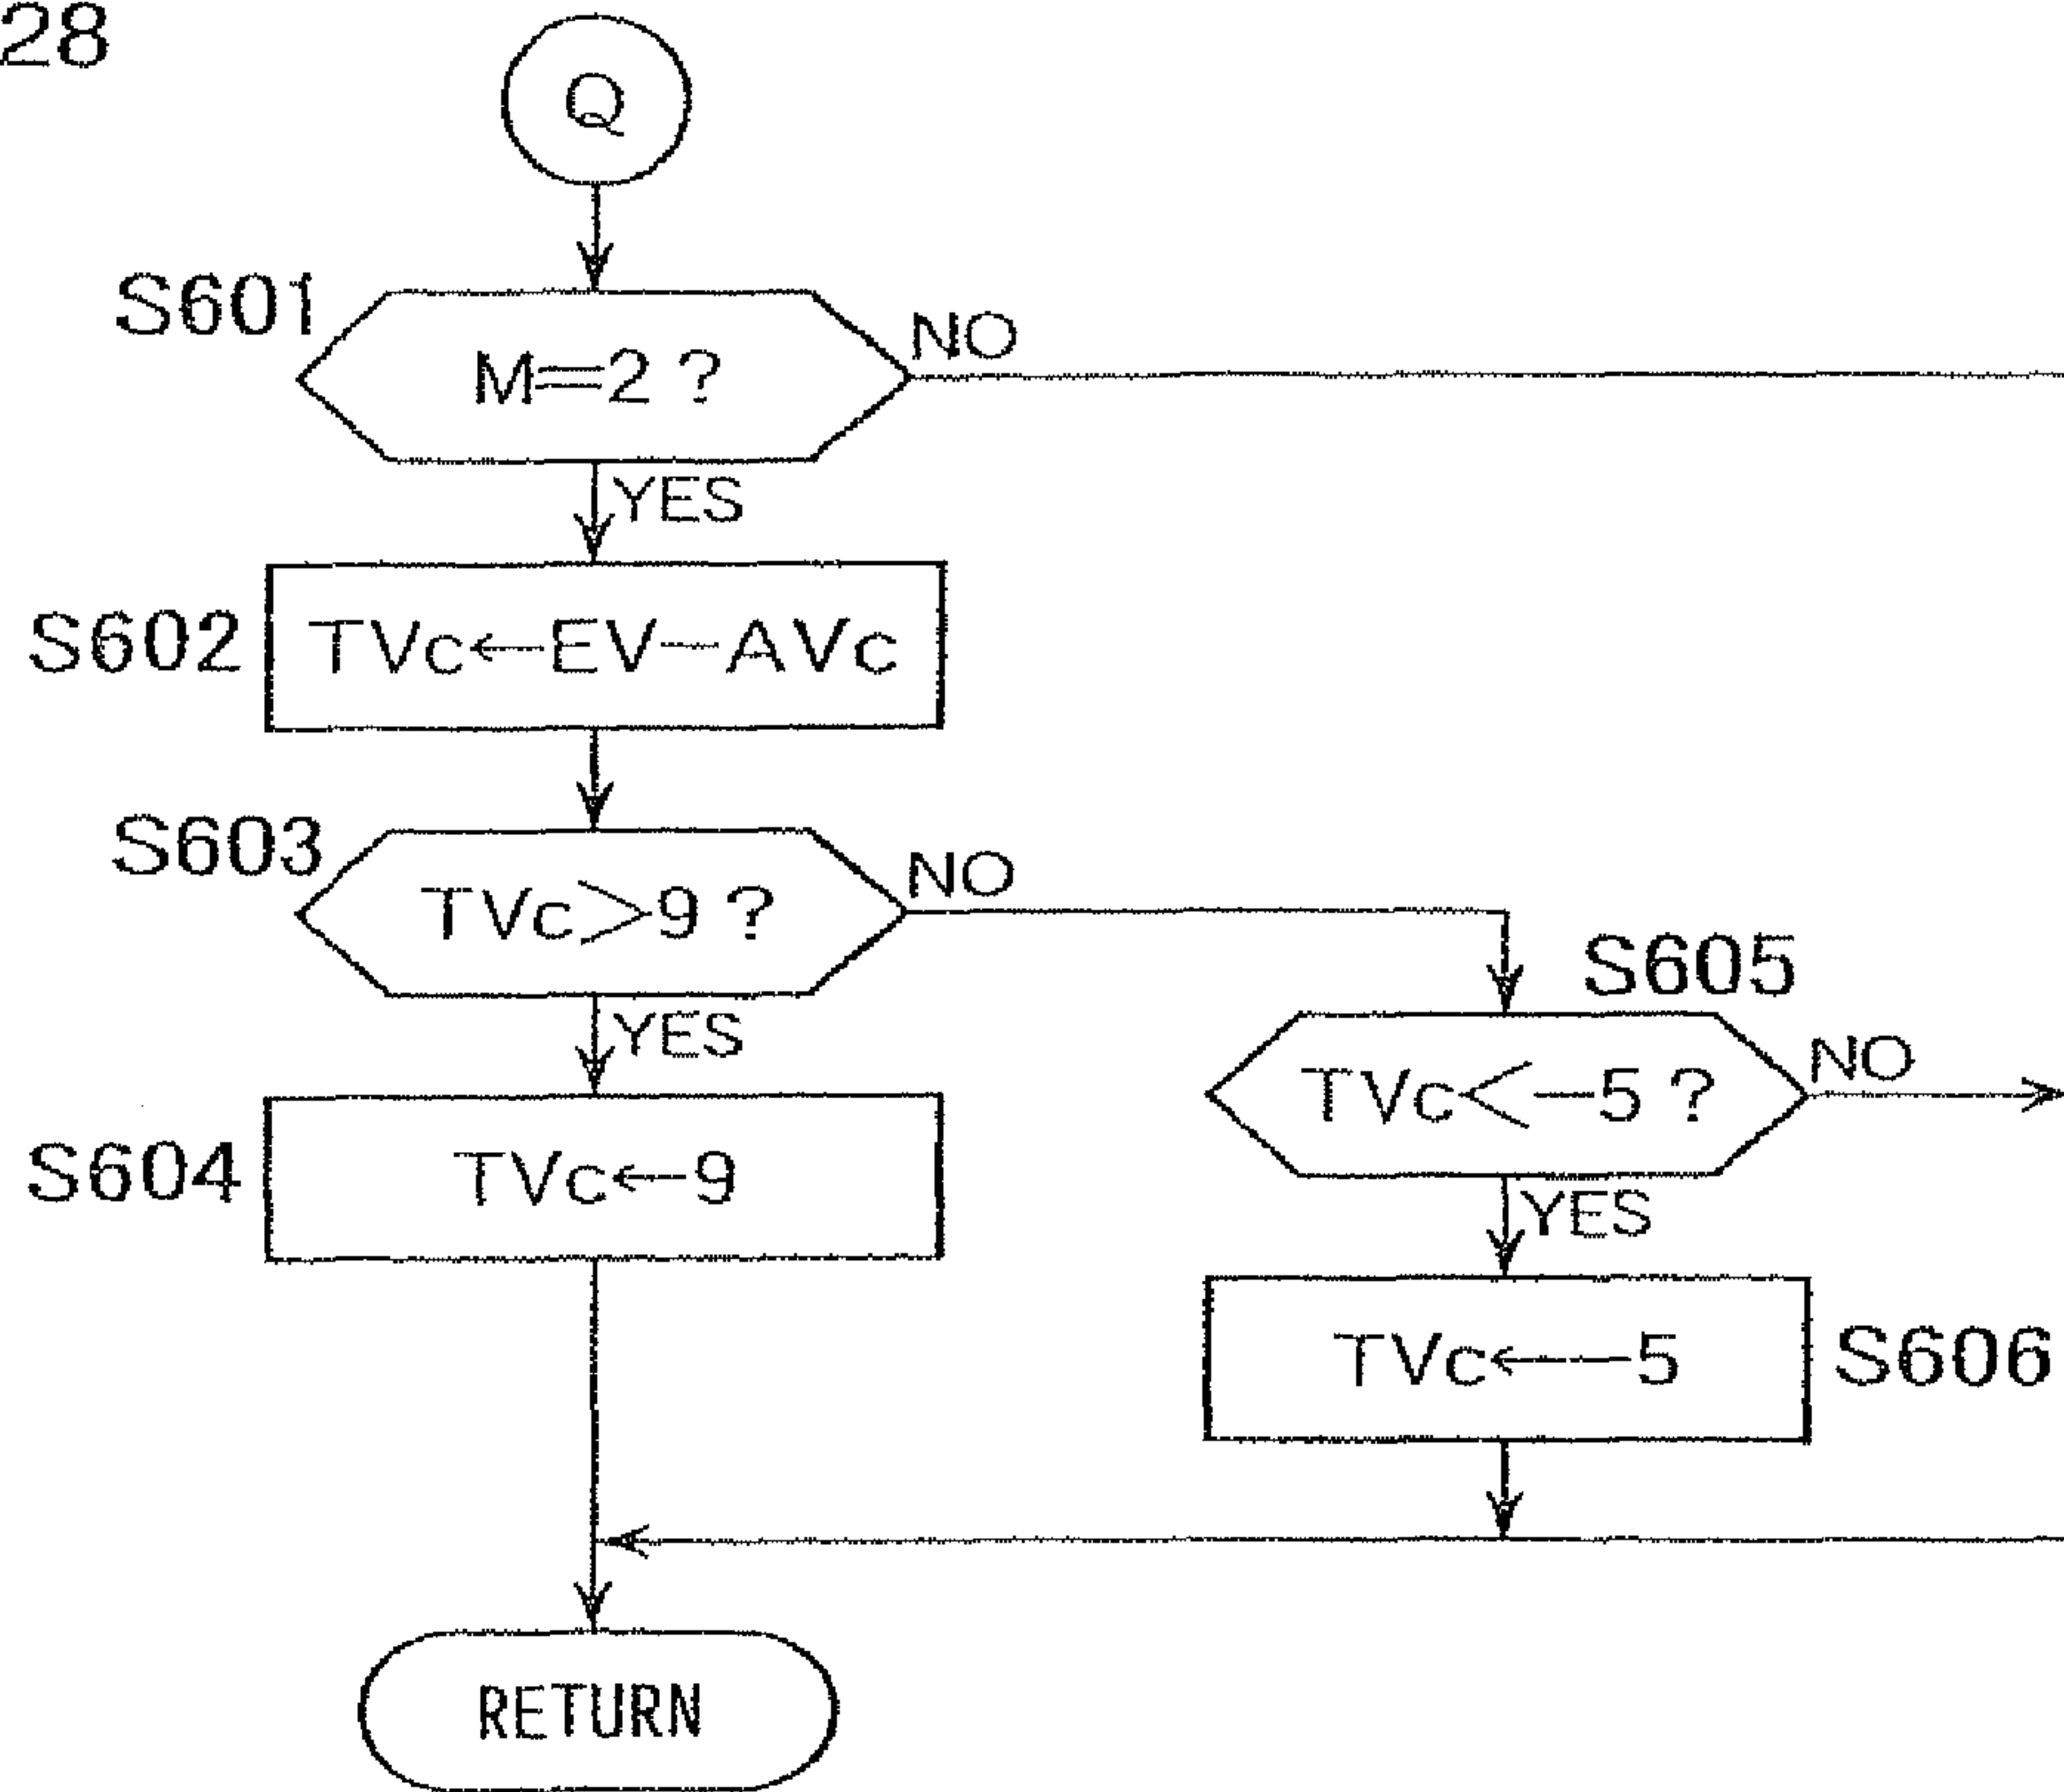 28
Q
S601
M=2?
NO
YES
S602
TVc←EV−AVc
S603
TVc>9?
NO
YES
S605
TVc<−5?
NO
S604
TVc←9
YES
TVc←−5
S606
RETURN